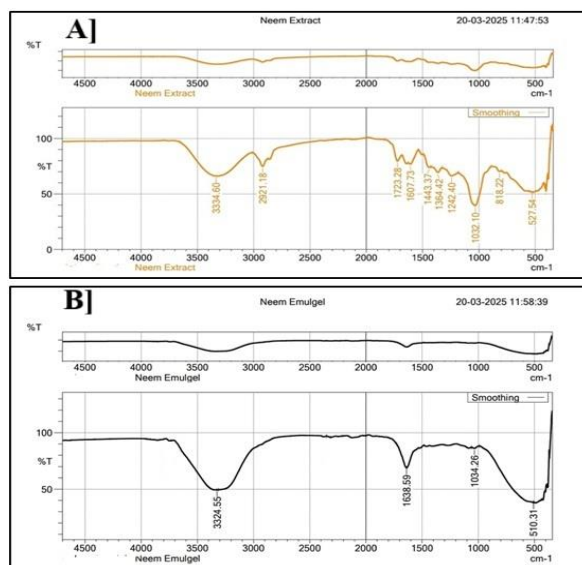 A]
Neem Extract 20-03-2025 11:47:53
%T
4500 4000 3500 3000 2500 2000 1500 1000 500
Neem Extract cm-1
Smoothing
100
%T
50
0
3334.60 2921.18 1723.28 1607.73 1443.37 1364.42 1242.40 1032.10 818.22 527.54
4500 4000 3500 3000 2500 2000 1500 1000 500
Neem Extract cm-1
B]
Neem Emulgel 20-03-2025 11:58:39
%T
4500 4000 3500 3000 2500 2000 1500 1000 500
Neem Emulgel cm-1
Smoothing
100
%T
50
3324.55 1638.59 1034.26 510.31
4500 4000 3500 3000 2500 2000 1500 1000 500
Neem Emulgel cm-1